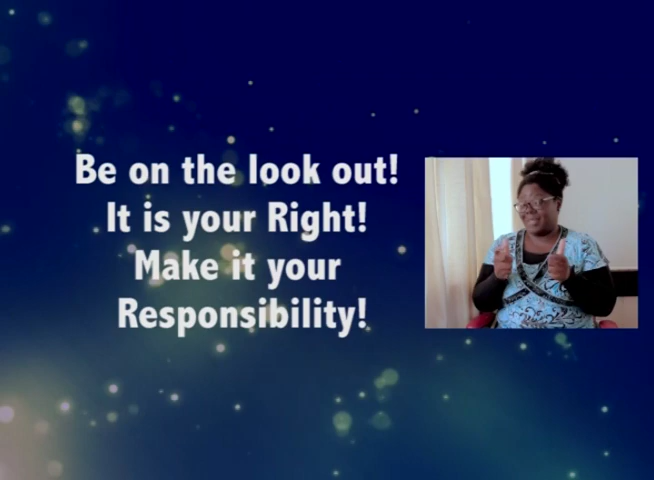 Be on the look out!
It is your Right!
Make it your
Responsibility!